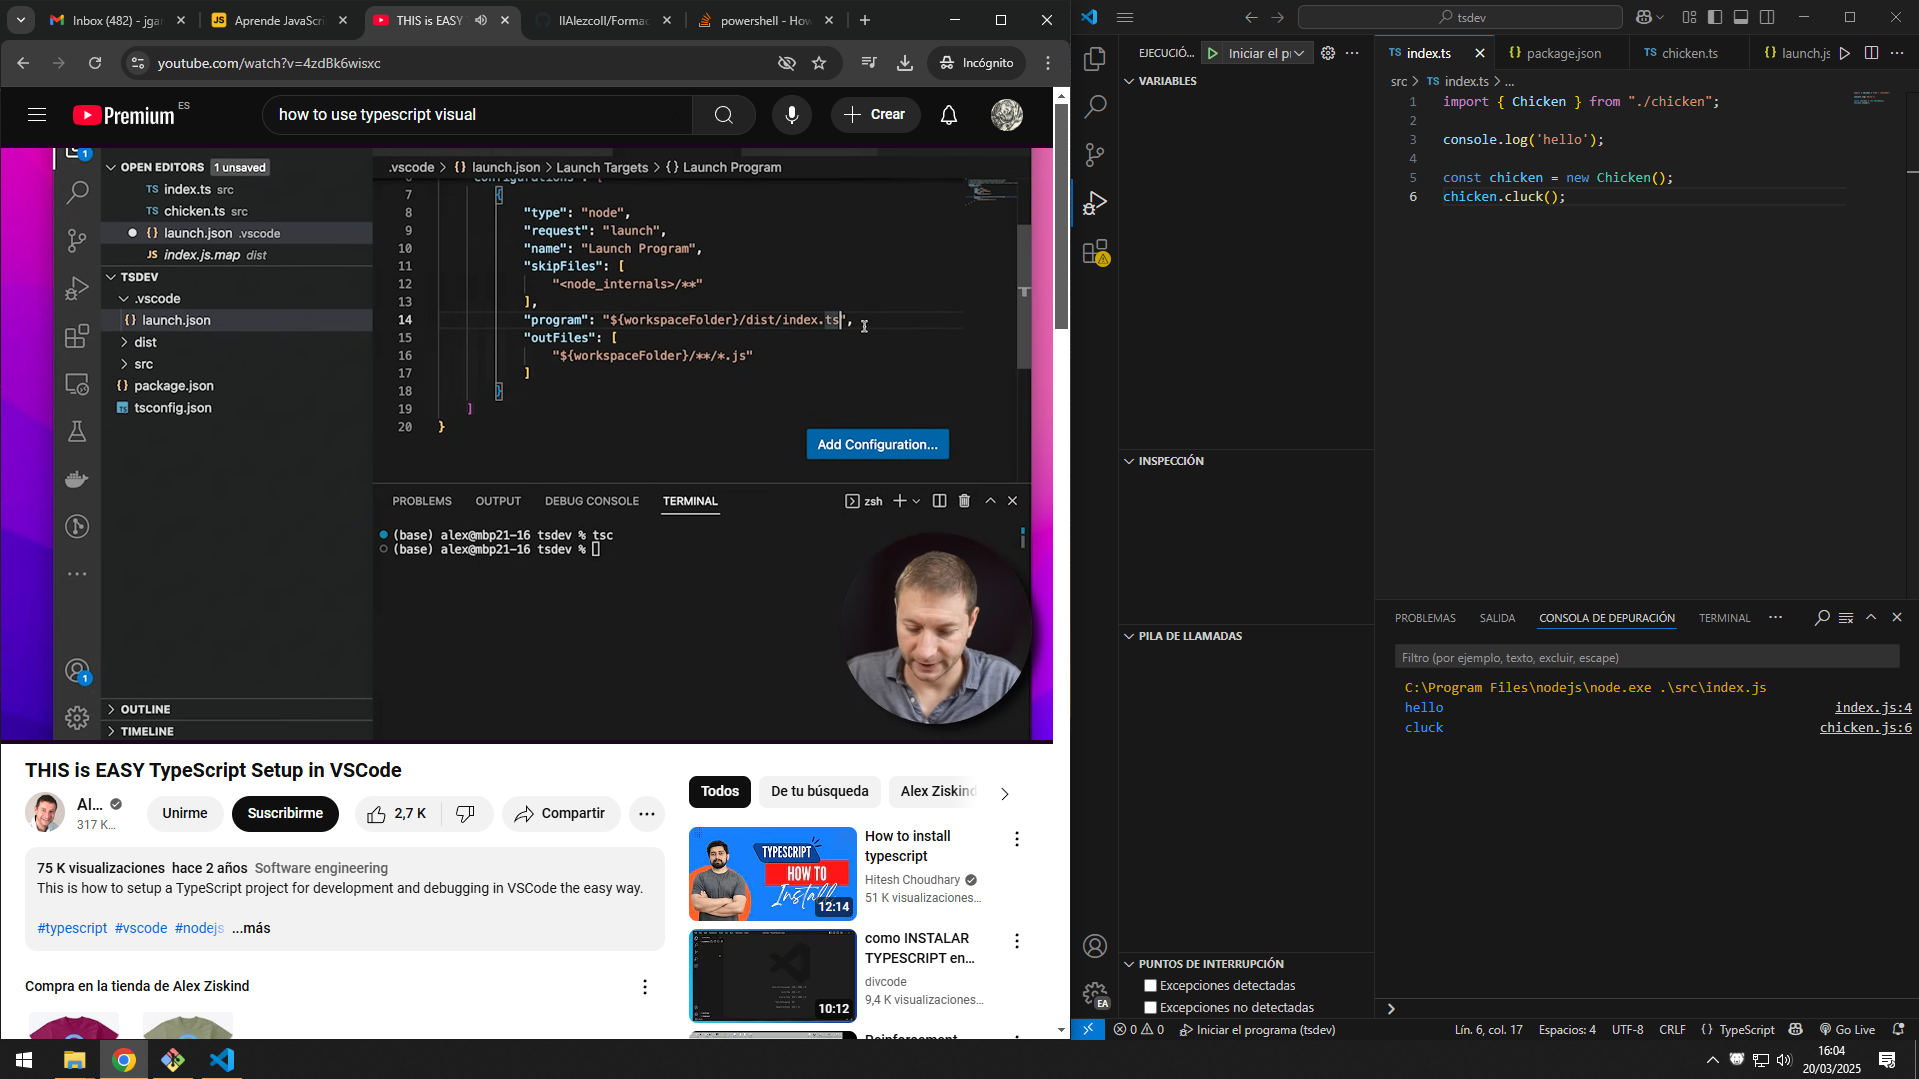 Inbox (482) - jgar
Aprende JavaScri
THIS is EASY T
llAlezcoll/Formac
powershell - How
youtube.com/watch?v=4zdBk6wisxc
Incógnito
Premium ES
how to use typescript visual
Crear
OPEN EDITORS 1 unsaved
TS index.ts src
TS chicken.ts src
{} launch.json .vscode
JS index.js.map dist
TSDEV
.vscode
{} launch.json
dist
src
{} package.json
TS tsconfig.json
OUTLINE
TIMELINE
.vscode > {} launch.json > Launch Targets > {} Launch Program
7 {
8 "type": "node",
9 "request": "launch",
10 "name": "Launch Program",
11 "skipFiles": [
12 "<node_internals>/**"
13 ],
14 "program": "${workspaceFolder}/dist/index.ts",
15 "outFiles": [
16 "${workspaceFolder}/**/*.js"
17 ]
18 }
19 ]
20 }
Add Configuration...
PROBLEMS OUTPUT DEBUG CONSOLE TERMINAL zsh
(base) alex@mbp21-16 tsdev % tsc
(base) alex@mbp21-16 tsdev %
THIS is EASY TypeScript Setup in VSCode
Al...
317 K...
Unirme
Suscribirme
2,7 K
Compartir
75 K visualizaciones hace 2 años Software engineering
This is how to setup a TypeScript project for development and debugging in VSCode the easy way.
#typescript #vscode #nodejs ...más
Compra en la tienda de Alex Ziskind
Todos
De tu búsqueda
Alex Ziskind
TYPESCRIPT
HOW TO
Install
12:14
How to install
typescript
Hitesh Choudhary
51 K visualizaciones...
10:12
como INSTALAR
TYPESCRIPT en...
divcode
9,4 K visualizaciones...
Reinforcement
tsdev
EJECUCIÓ...
Iniciar el pr
VARIABLES
INSPECCIÓN
PILA DE LLAMADAS
PUNTOS DE INTERRUPCIÓN
Excepciones detectadas
Excepciones no detectadas
TS index.ts
{} package.json
TS chicken.ts
{} launch.js
src > TS index.ts > ...
1 import { Chicken } from "./chicken";
2
3 console.log('hello');
4
5 const chicken = new Chicken();
6 chicken.cluck();
PROBLEMAS SALIDA CONSOLA DE DEPURACIÓN TERMINAL
Filtro (por ejemplo, texto, excluir, escape)
C:\Program Files\nodejs\node.exe .\src\index.js
hello index.js:4
cluck chicken.js:6
EA
0 0 Iniciar el programa (tsdev)
Lín. 6, col. 17 Espacios: 4 UTF-8 CRLF {} TypeScript Go Live
16:04
20/03/2025